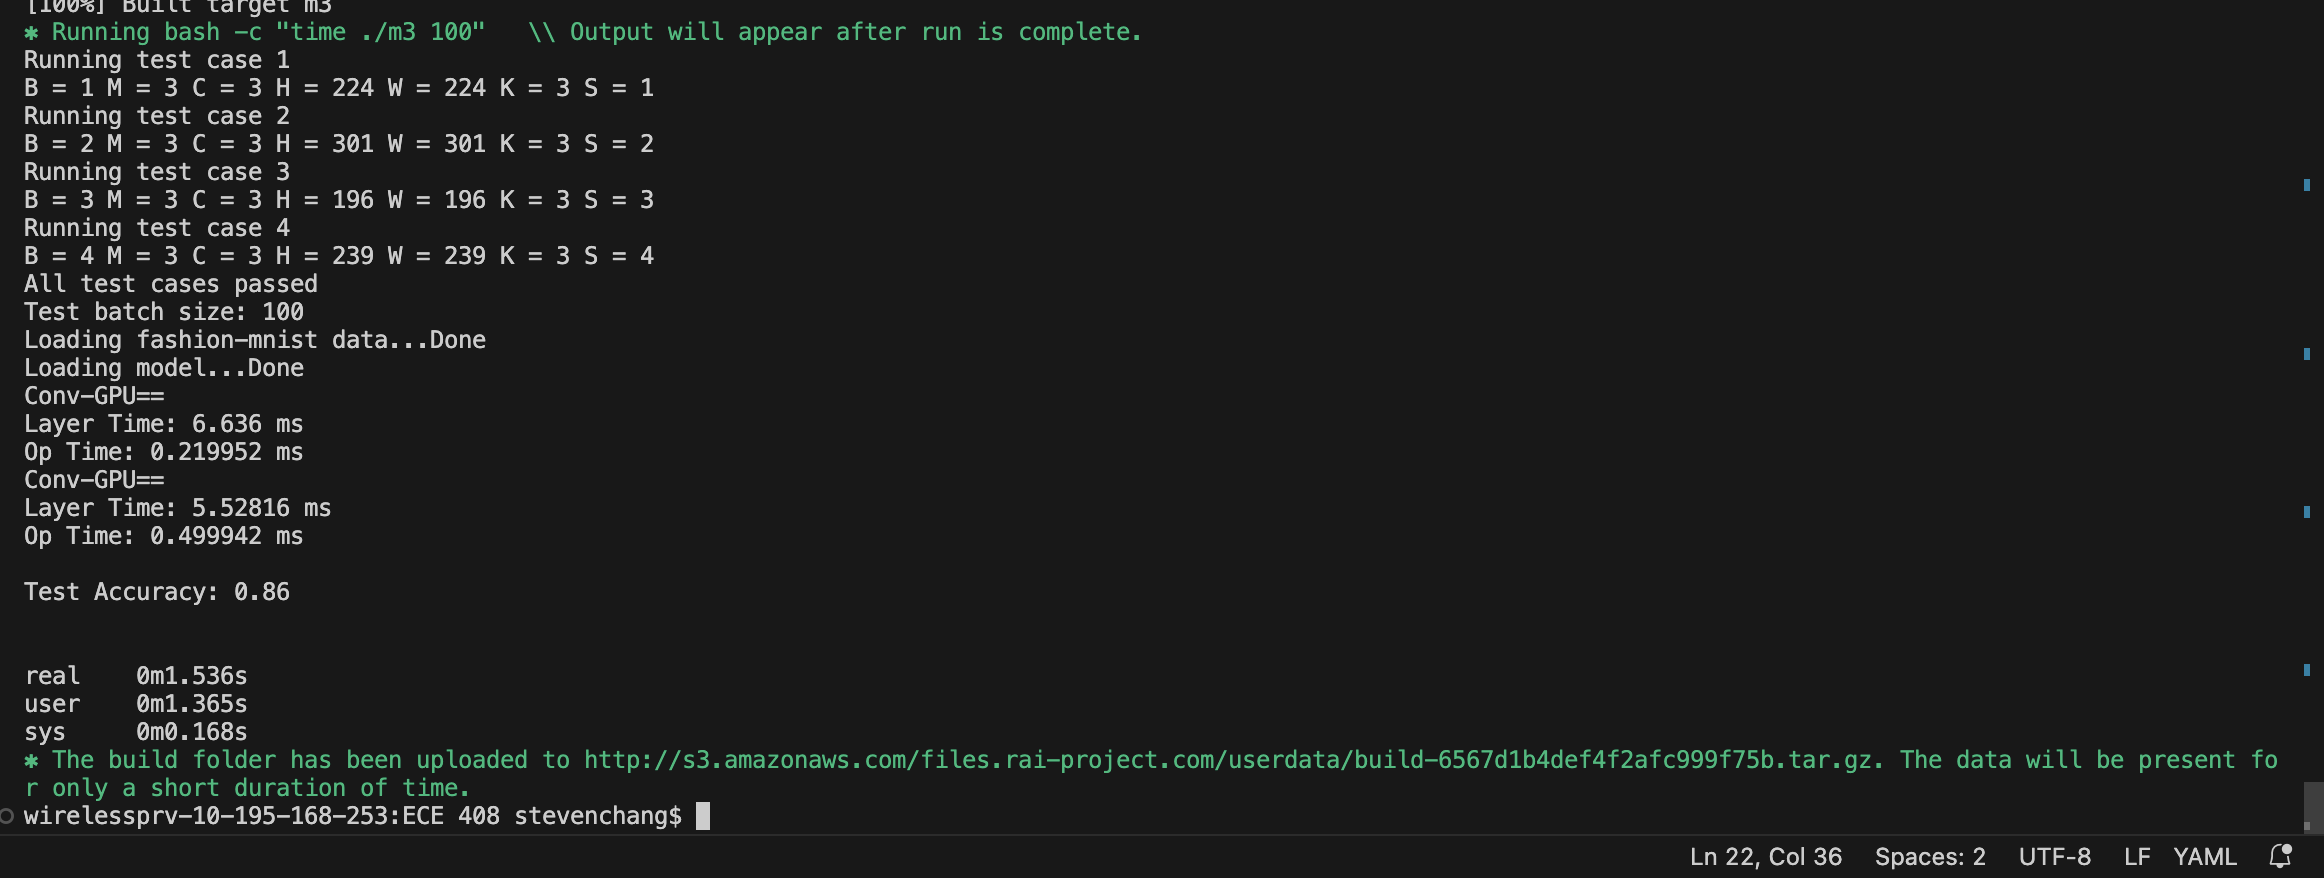 [100%] Built target m3
✱ Running bash -c "time ./m3 100"   \\ Output will appear after run is complete.
Running test case 1
B = 1 M = 3 C = 3 H = 224 W = 224 K = 3 S = 1
Running test case 2
B = 2 M = 3 C = 3 H = 301 W = 301 K = 3 S = 2
Running test case 3
B = 3 M = 3 C = 3 H = 196 W = 196 K = 3 S = 3
Running test case 4
B = 4 M = 3 C = 3 H = 239 W = 239 K = 3 S = 4
All test cases passed
Test batch size: 100
Loading fashion-mnist data...Done
Loading model...Done
Conv-GPU==
Layer Time: 6.636 ms
Op Time: 0.219952 ms
Conv-GPU==
Layer Time: 5.52816 ms
Op Time: 0.499942 ms
Test Accuracy: 0.86
real    0m1.536s
user    0m1.365s
sys     0m0.168s
✱ The build folder has been uploaded to http://s3.amazonaws.com/files.rai-project.com/userdata/build-6567d1b4def4f2afc999f75b.tar.gz. The data will be present fo
r only a short duration of time.
wirelessprv-10-195-168-253:ECE 408 stevenchang$
Ln 22, Col 36   Spaces: 2   UTF-8   LF   YAML